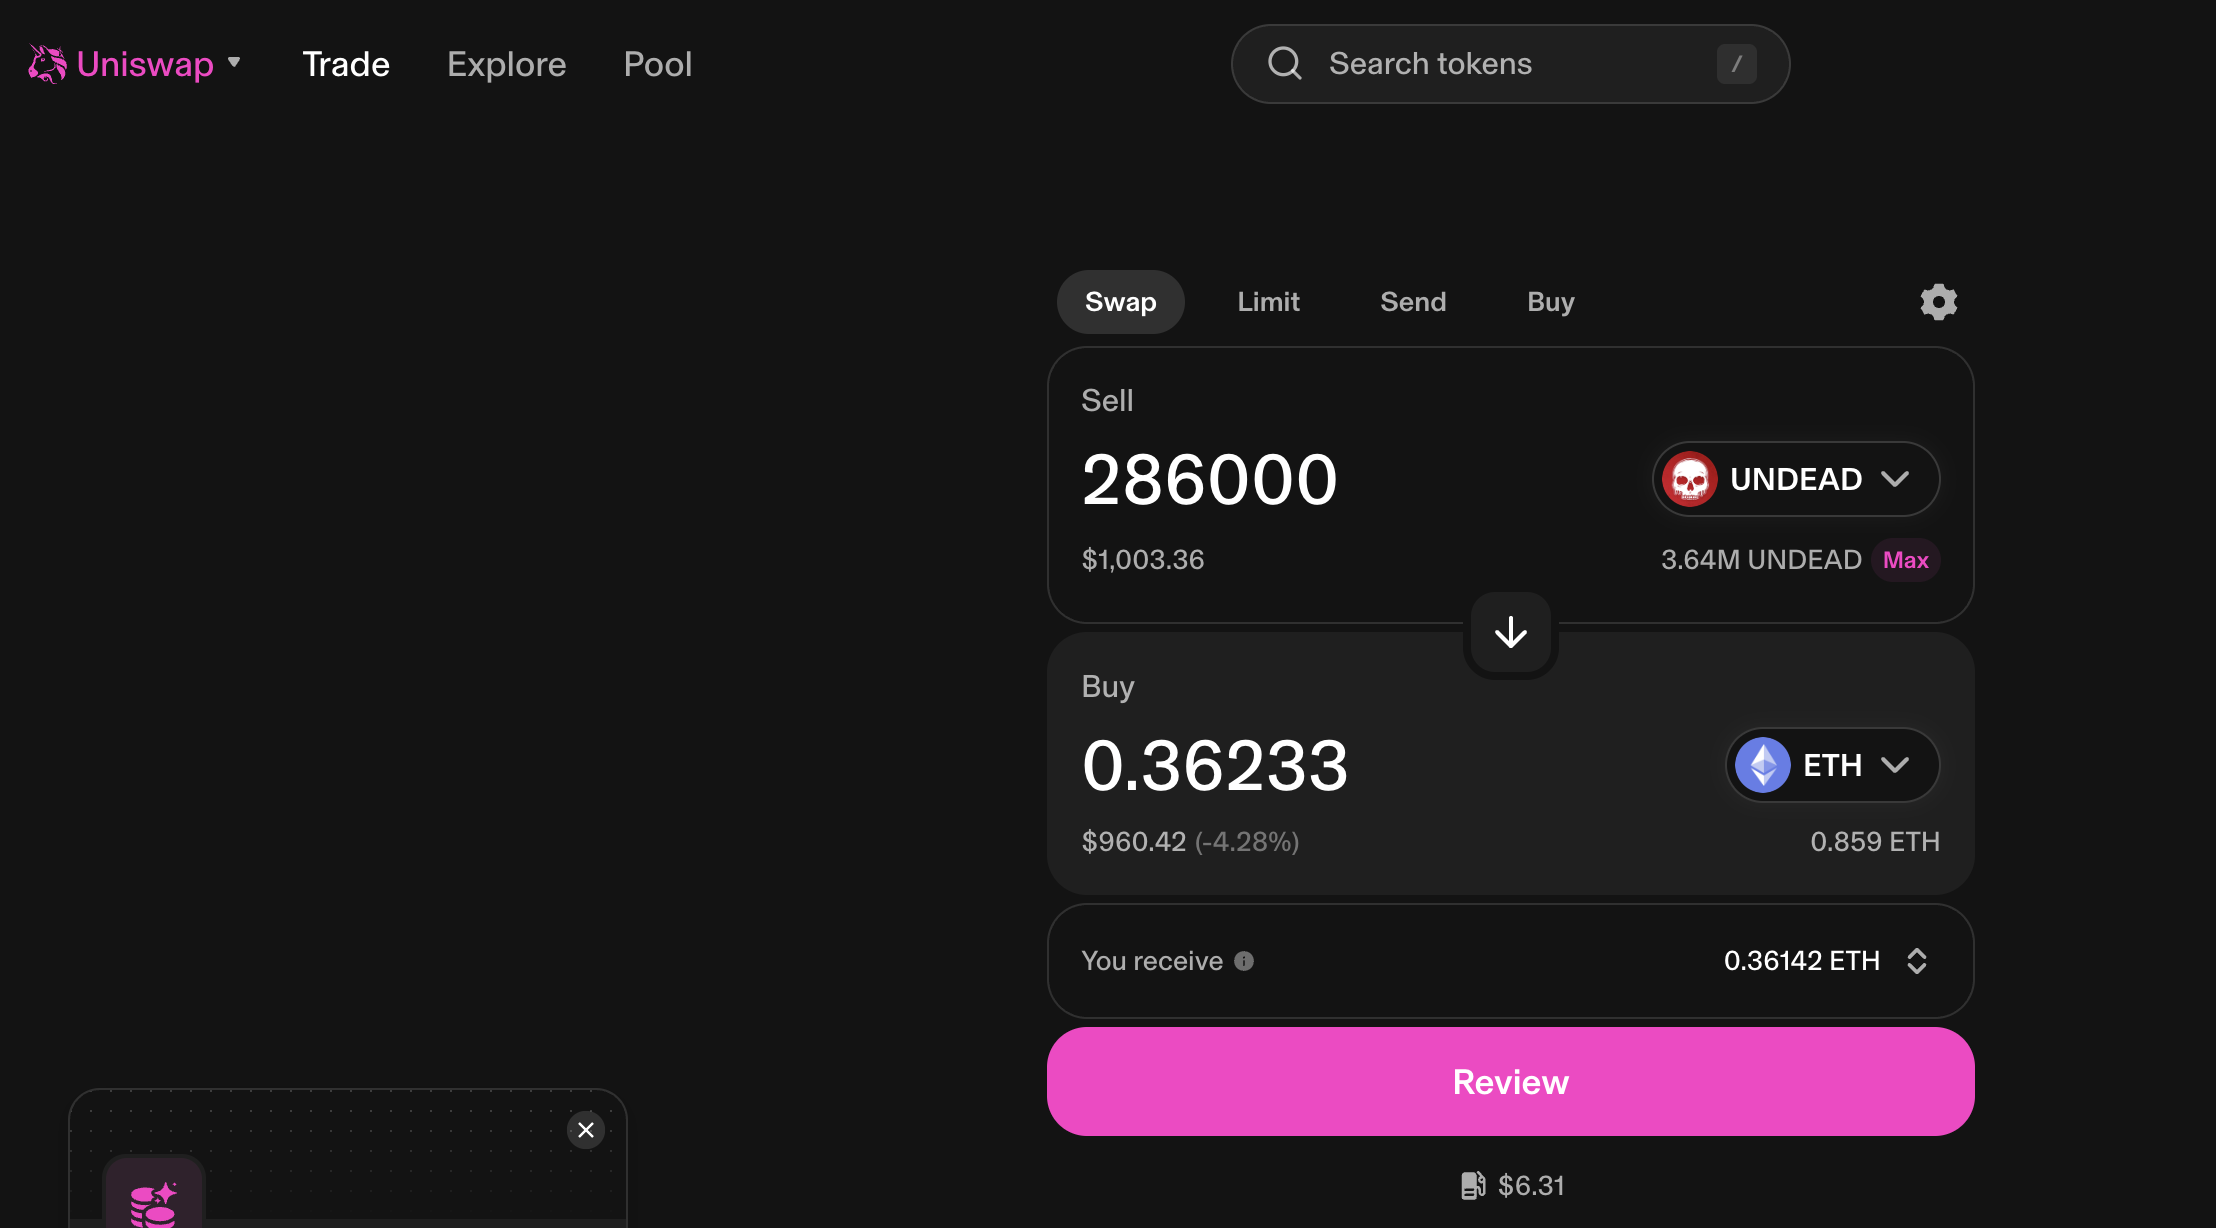 Uniswap Trade Explore Pool Search tokens /
Swap Limit Send Buy
Sell
286000 UNDEAD
$1,003.36 3.64M UNDEAD Max
Buy
0.36233 ETH
$960.42 (-4.28%) 0.859 ETH
You receive 0.36142 ETH
Review
$6.31